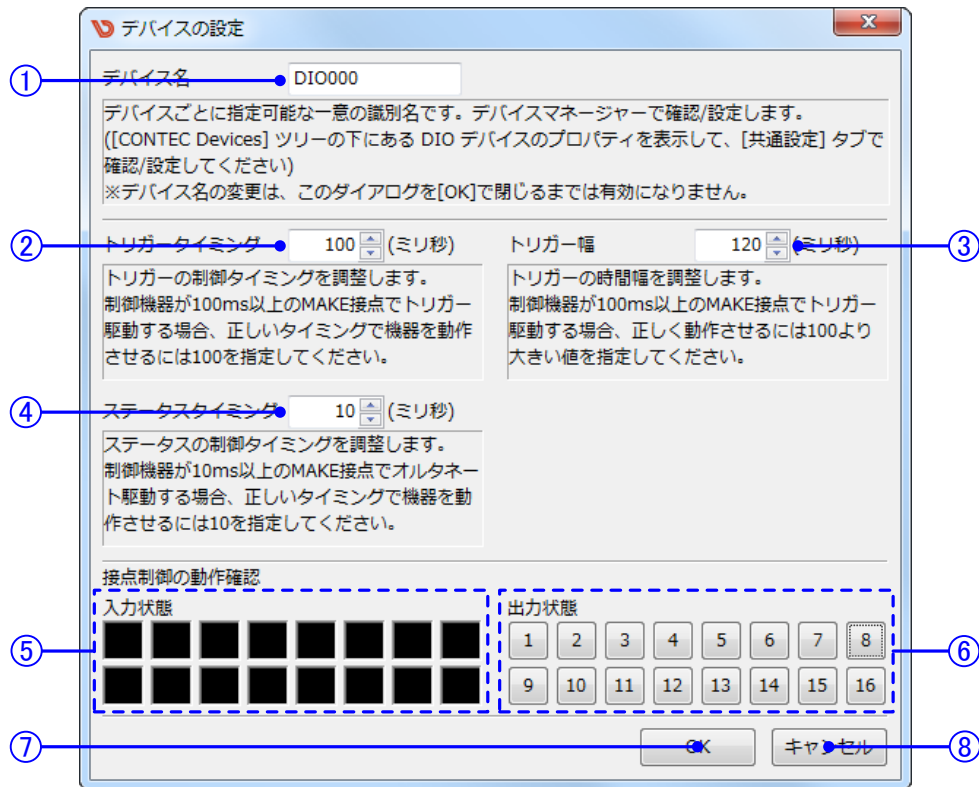 デバイスの設定
① デバイス名 DIO000
デバイスごとに指定可能な一意の識別名です。デバイスマネージャーで確認/設定します。
([CONTEC Devices] ツリーの下にある DIO デバイスのプロパティを表示して、[共通設定] タブで
確認/設定してください)
※デバイス名の変更は、このダイアログを[OK]で閉じるまでは有効になりません。
② トリガータイミング 100 (ミリ秒)
トリガー幅 120 (ミリ秒) ③
トリガーの制御タイミングを調整します。
制御機器が100ms以上のMAKE接点でトリガー
駆動する場合、正しいタイミングで機器を動作
させるには100を指定してください。
トリガーの時間幅を調整します。
制御機器が100ms以上のMAKE接点でトリガー
駆動する場合、正しく動作させるには100より
大きい値を指定してください。
④ ステータスタイミング 10 (ミリ秒)
ステータスの制御タイミングを調整します。
制御機器が10ms以上のMAKE接点でオルタネー
ト駆動する場合、正しいタイミングで機器を動
作させるには10を指定してください。
接点制御の動作確認
入力状態
⑤
出力状態
1 2 3 4 5 6 7 8
⑥
9 10 11 12 13 14 15 16
⑦ OK キャンセル ⑧